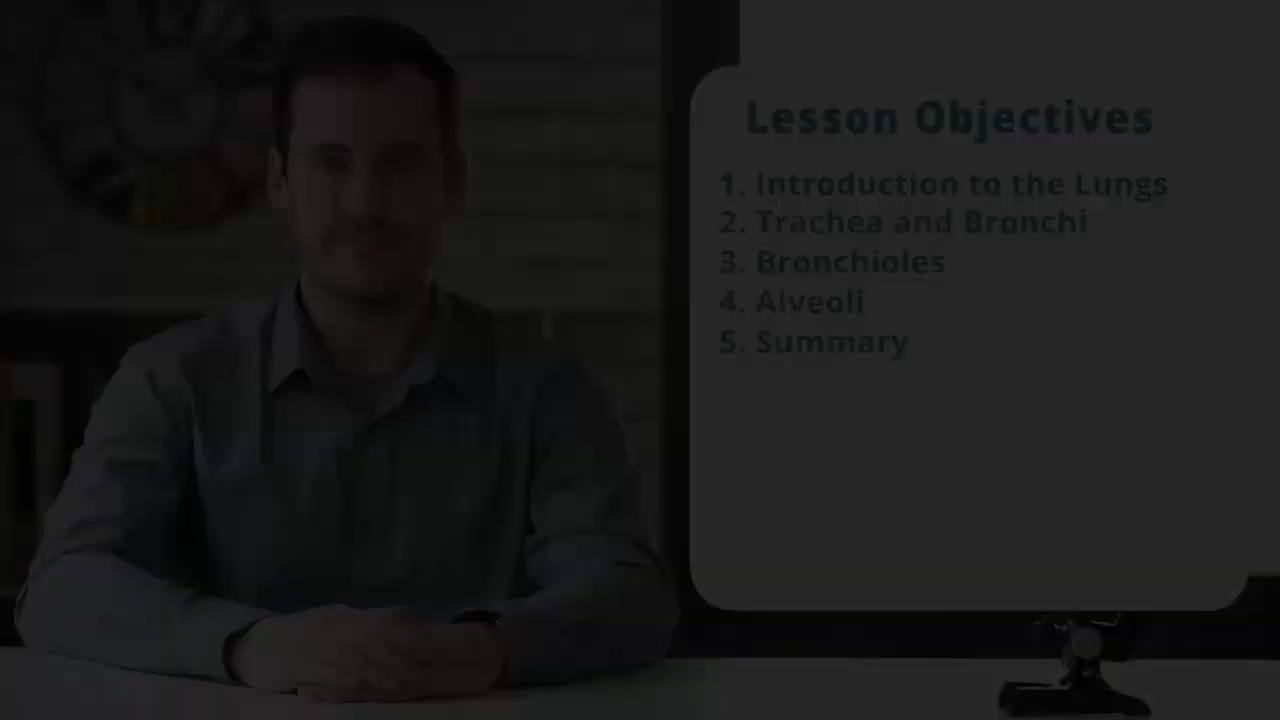 Lesson Objectives
1. Introduction to the Lungs
2. Trachea and Bronchi
3. Bronchioles
4. Alveoli
5. Summary